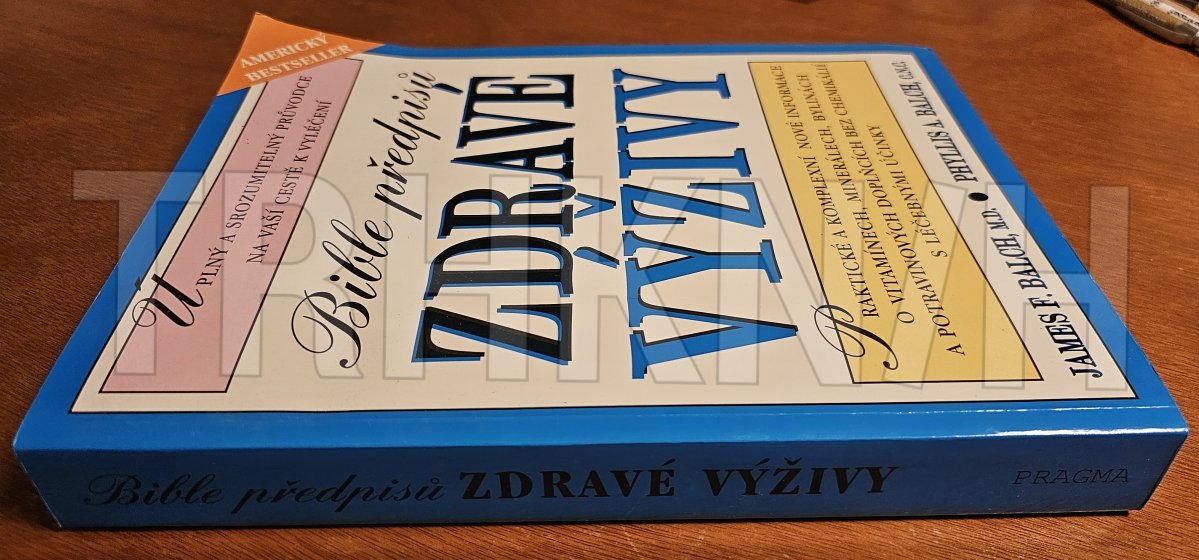 AMERICKÝ
BESTSELLER
ÚPLNÝ A SROZUMITELNÝ PRŮVODCE
NA VAŠÍ CESTĚ K VYLÉČENÍ
Bible předpisů
ZDRAVÉ
VÝŽIVY
PRAKTICKÉ A KOMPLEXNÍ NOVÉ INFORMACE
O VITAMÍNECH, MINERÁLECH, BYLINÁCH
A POTRAVINOVÝCH DOPLŇCÍCH BEZ CHEMIKÁLIÍ
S LÉČEBNÝMI ÚČINKY
JAMES F. BALCH, M.D. • PHYLLIS A. BALCH, C.N.C.
Bible předpisů ZDRAVÉ VÝŽIVY PRAGMA
TRHKNIH